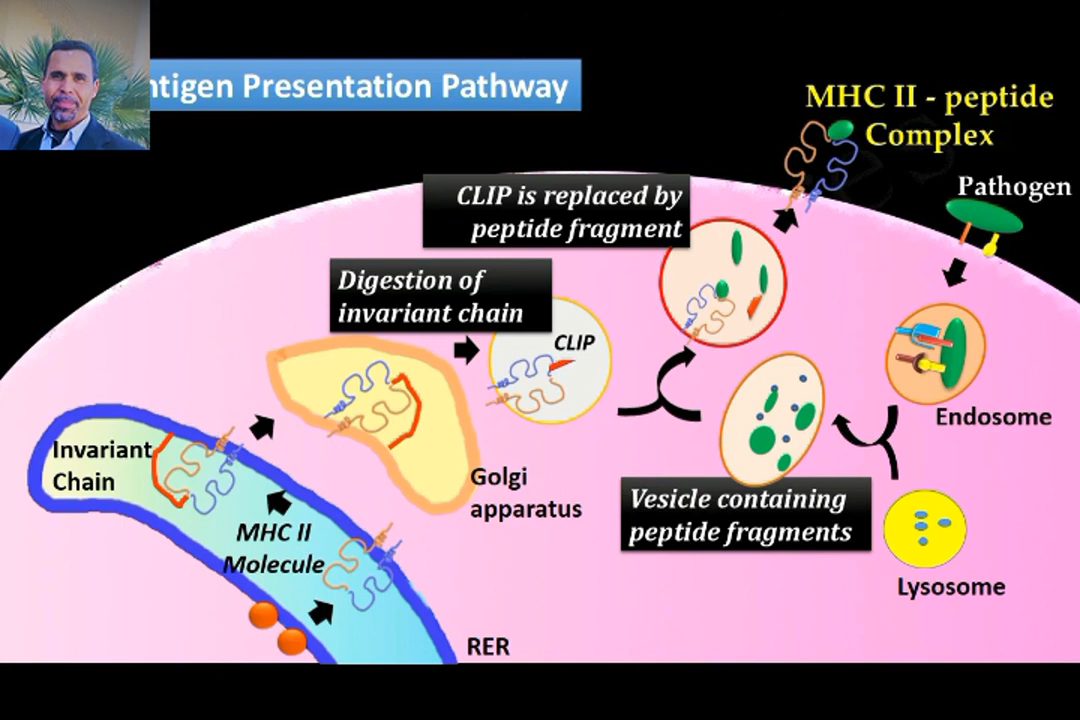 ntigen Presentation Pathway
MHC II - peptide
Complex
Pathogen
CLIP is replaced by
peptide fragment
Digestion of
invariant chain
CLIP
Endosome
Invariant
Chain
Golgi
apparatus
Vesicle containing
peptide fragments
MHC II
Molecule
Lysosome
RER